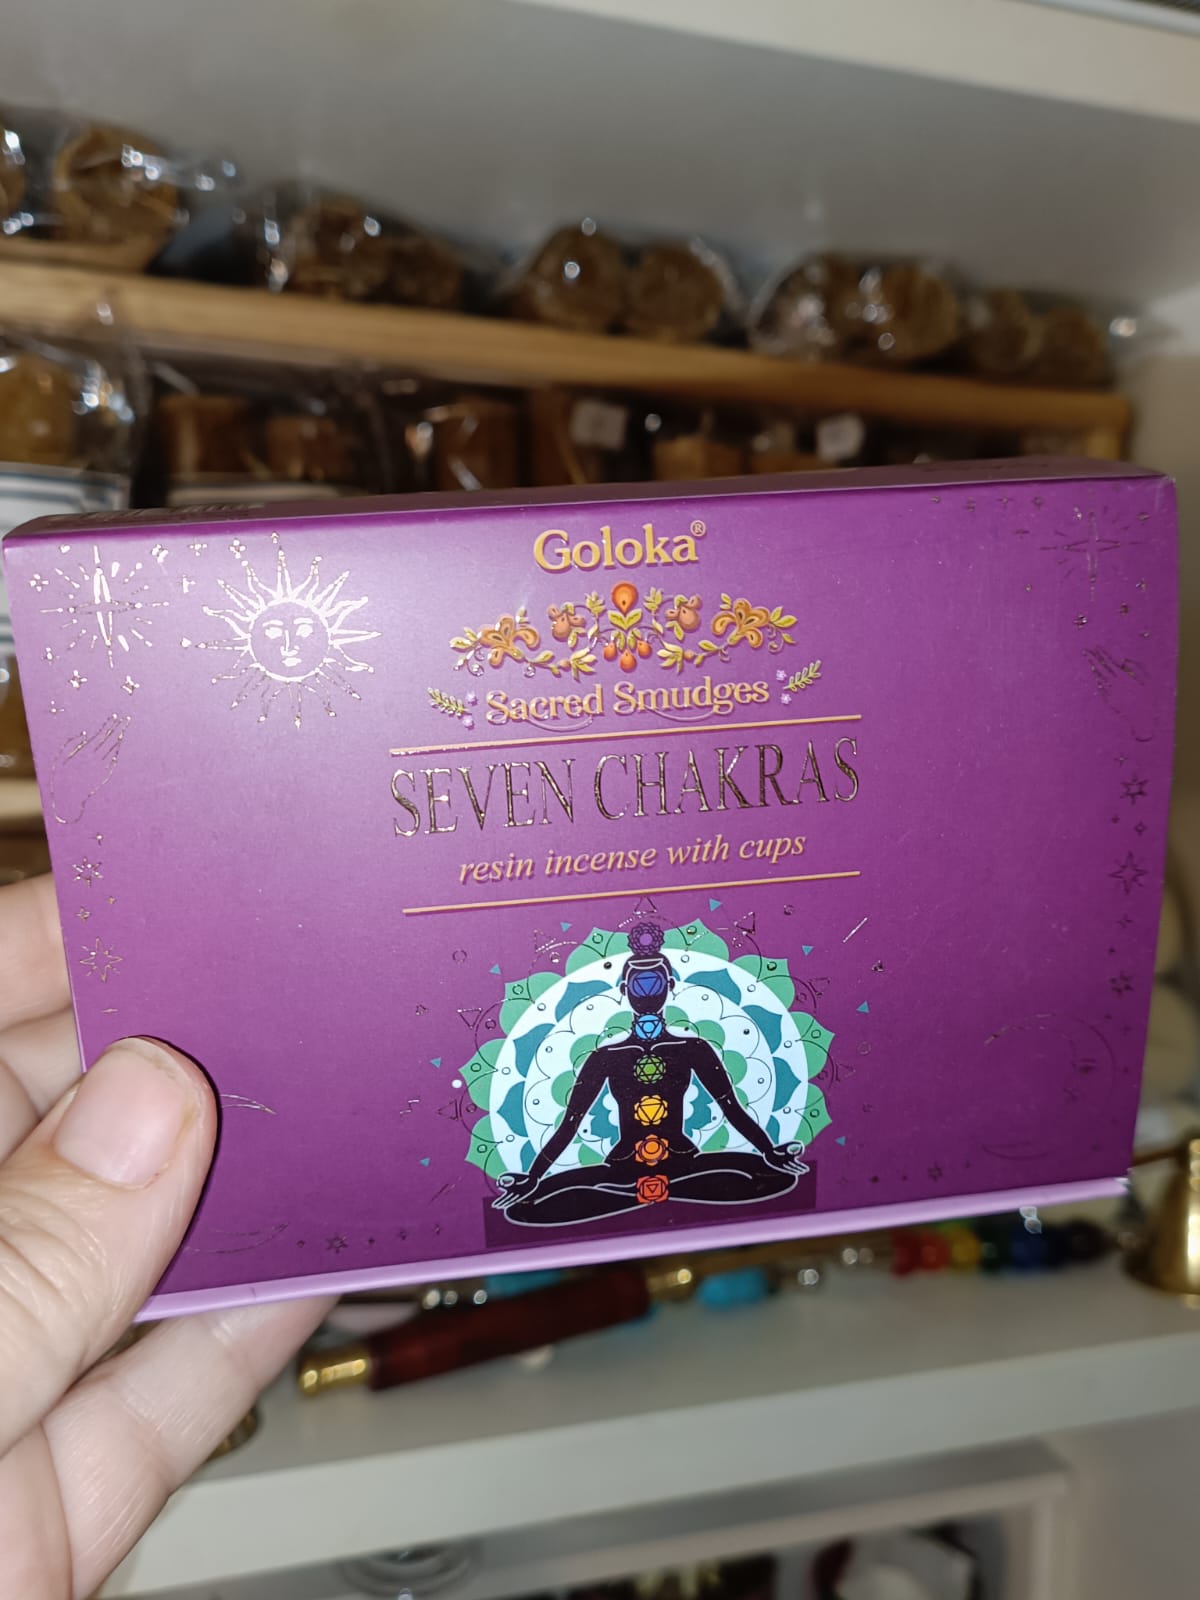 Goloka®
Sacred Smudges
SEVEN CHAKRAS
resin incense with cups